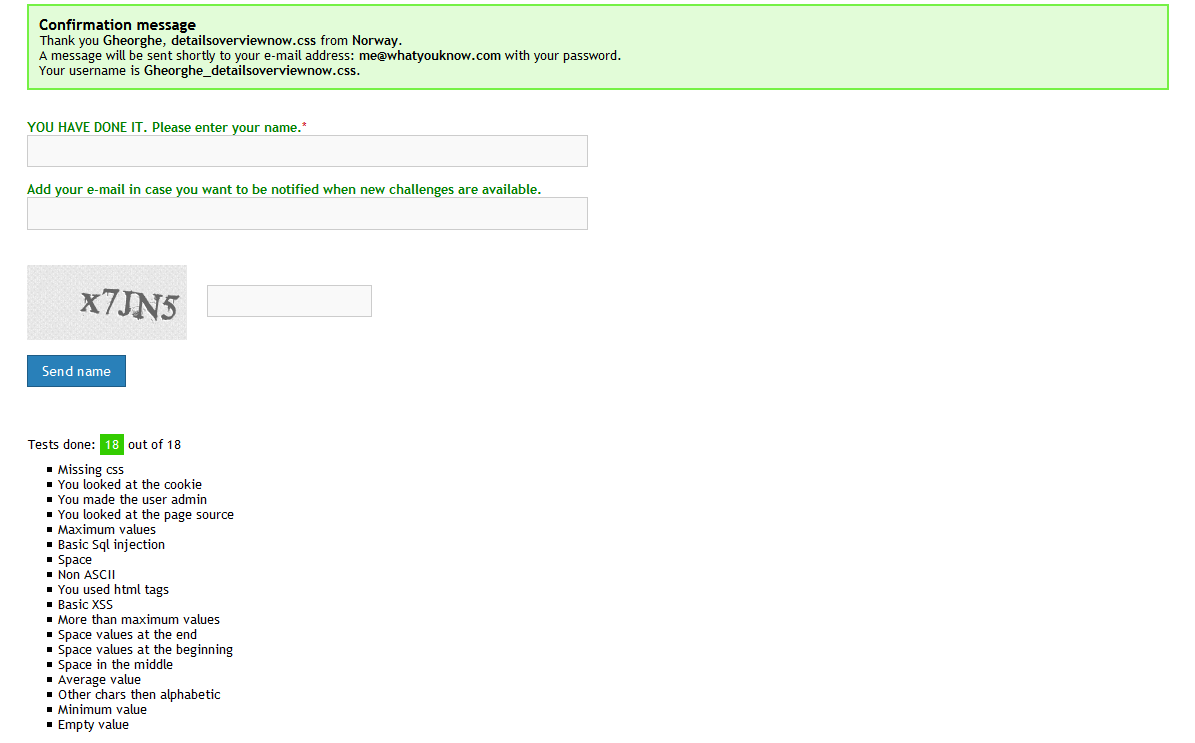 Confirmation message
Thank you Gheorghe, detailsoverviewnow.css from Norway.
A message will be sent shortly to your e-mail address: me@whatyouknow.com with your password.
Your username is Gheorghe_detailsoverviewnow.css.
YOU HAVE DONE IT. Please enter your name.*
Add your e-mail in case you want to be notified when new challenges are available.
x7JN5
Send name
Tests done: 18 out of 18
Missing css
You looked at the cookie
You made the user admin
You looked at the page source
Maximum values
Basic Sql injection
Space
Non ASCII
You used html tags
Basic XSS
More than maximum values
Space values at the end
Space values at the beginning
Space in the middle
Average value
Other chars then alphabetic
Minimum value
Empty value